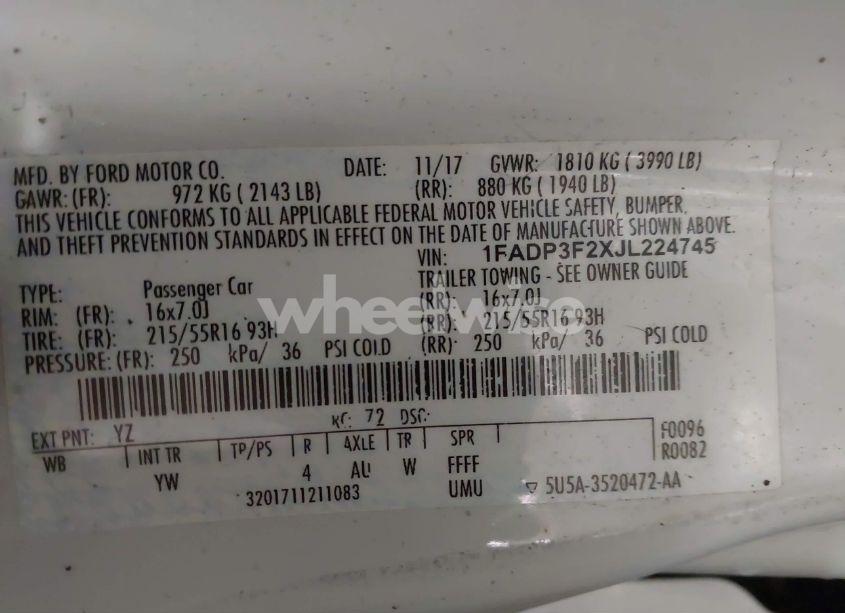 MFD. BY FORD MOTOR CO. DATE: 11/17 GVWR: 1810 KG ( 3990 LB)
GAWR: (FR): 972 KG ( 2143 LB) (RR): 880 KG ( 1940 LB)
THIS VEHICLE CONFORMS TO ALL APPLICABLE FEDERAL MOTOR VEHICLE SAFETY, BUMPER,
AND THEFT PREVENTION STANDARDS IN EFFECT ON THE DATE OF MANUFACTURE SHOWN ABOVE.
VIN: 1FADP3F2XJL224745
TYPE: Passenger Car TRAILER TOWING - SEE OWNER GUIDE
RIM: (FR): 16x7.0J (RR): 16x7.0J
TIRE: (FR): 215/55R16 93H (RR): 215/55R16 93H
PRESSURE: (FR): 250 kPa/ 36 PSI COLD (RR): 250 kPa/ 36 PSI COLD
wheelwise
RC: 72 DSO:
EXT PNT: YZ F0096
WB INT TR TP/PS R AXLE TR SPR R0082
YW 4 AU W FFFF
3201711211083 UMU ▽ 5U5A-3520472-AA